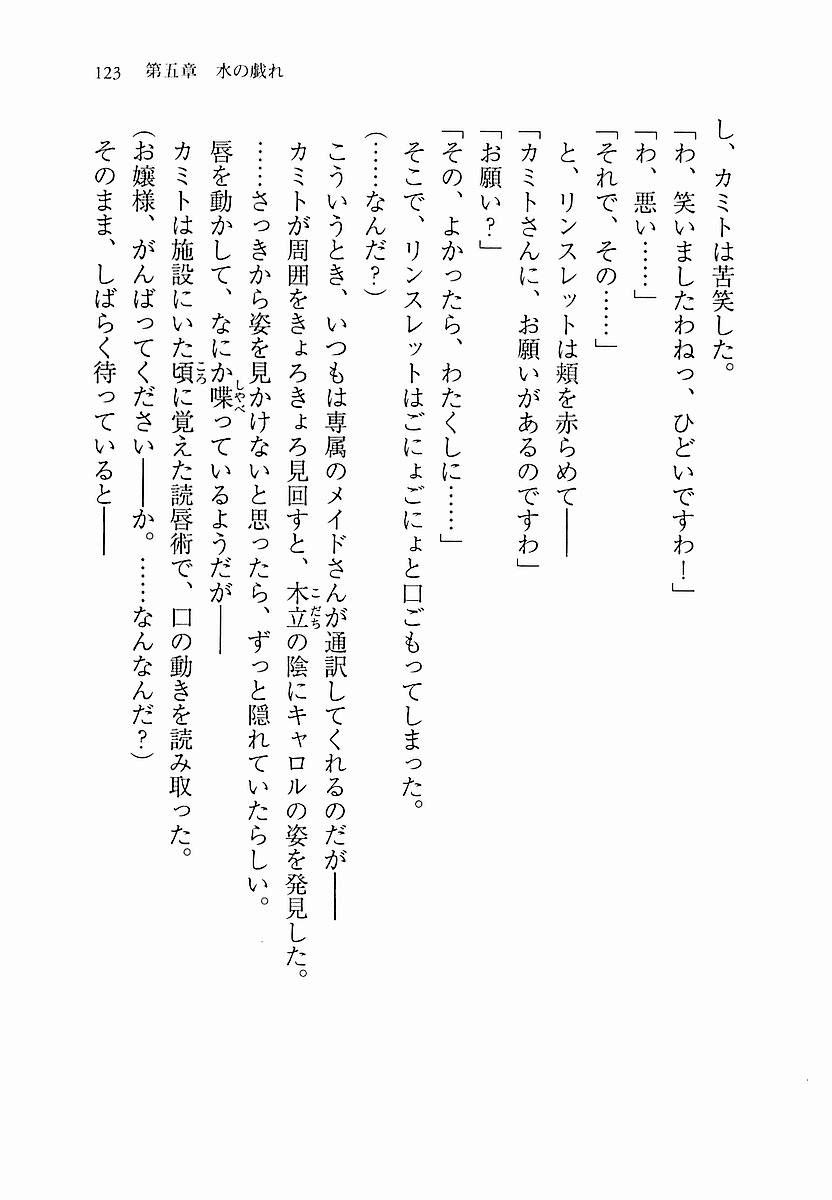 123　第五章　水の戯れ
し、カミトは苦笑した。
「わ、笑いましたわねっ、ひどいですわ！」
「わ、悪い……」
「それで、その……」
と、リンスレットは頬を赤らめて――
「カミトさんに、お願いがあるのですわ」
「お願い？」
「その、よかったら、わたくしに……」
そこで、リンスレットはごにょごにょと口ごもってしまった。
（……なんだ？）
こういうとき、いつもは専属のメイドさんが通訳してくれるのだが――
カミトが周囲をきょろきょろ見回すと、木立の陰にキャロルの姿を発見した。
こだち
……さっきから姿を見かけないと思ったら、ずっと隠れていたらしい。
唇を動かして、なにか喋っているようだが――
しゃべ
カミトは施設にいた頃に覚えた読唇術で、口の動きを読み取った。
ころ
（お嬢様、がんばってください――か。……なんなんだ？）
そのまま、しばらく待っていると――